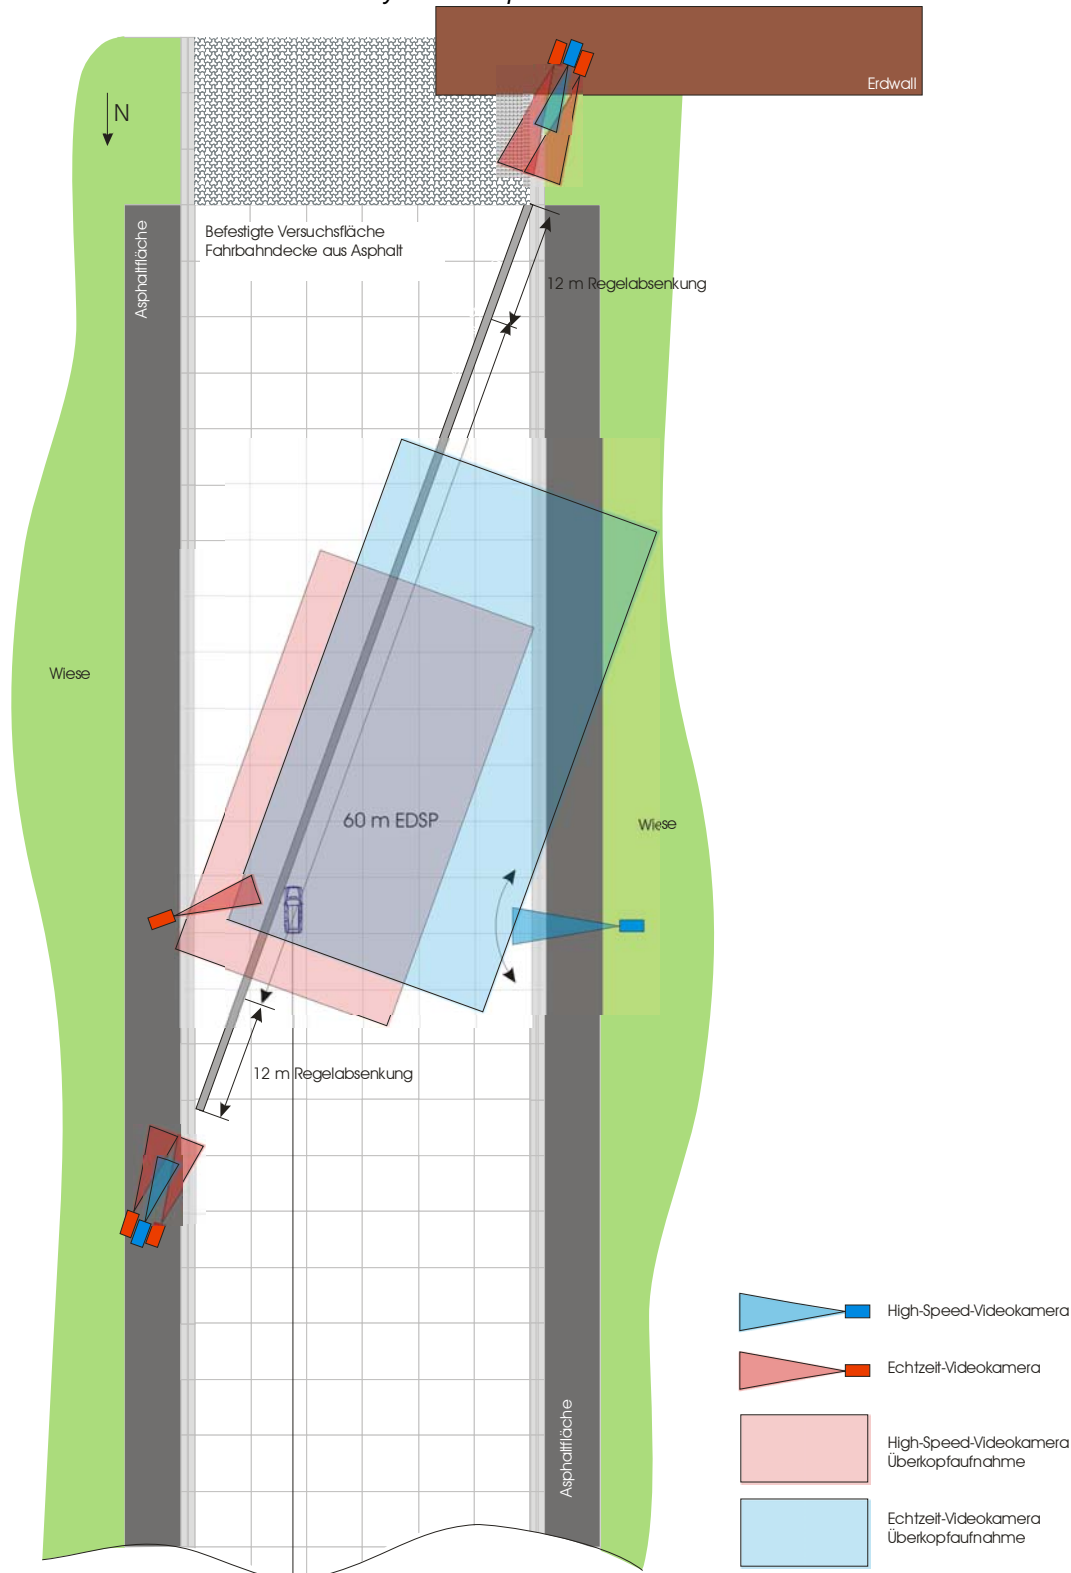 Erdwall
N
Asphaltfläche
Befestigte Versuchsfläche
Fahrbahndecke aus Asphalt
12 m Regelabsenkung
Wiese
60 m EDSP
Wiese
12 m Regelabsenkung
High-Speed-Videokamera
Echtzeit-Videokamera
Asphaltfläche
High-Speed-Videokamera
Überkopfaufnahme
Echtzeit-Videokamera
Überkopfaufnahme